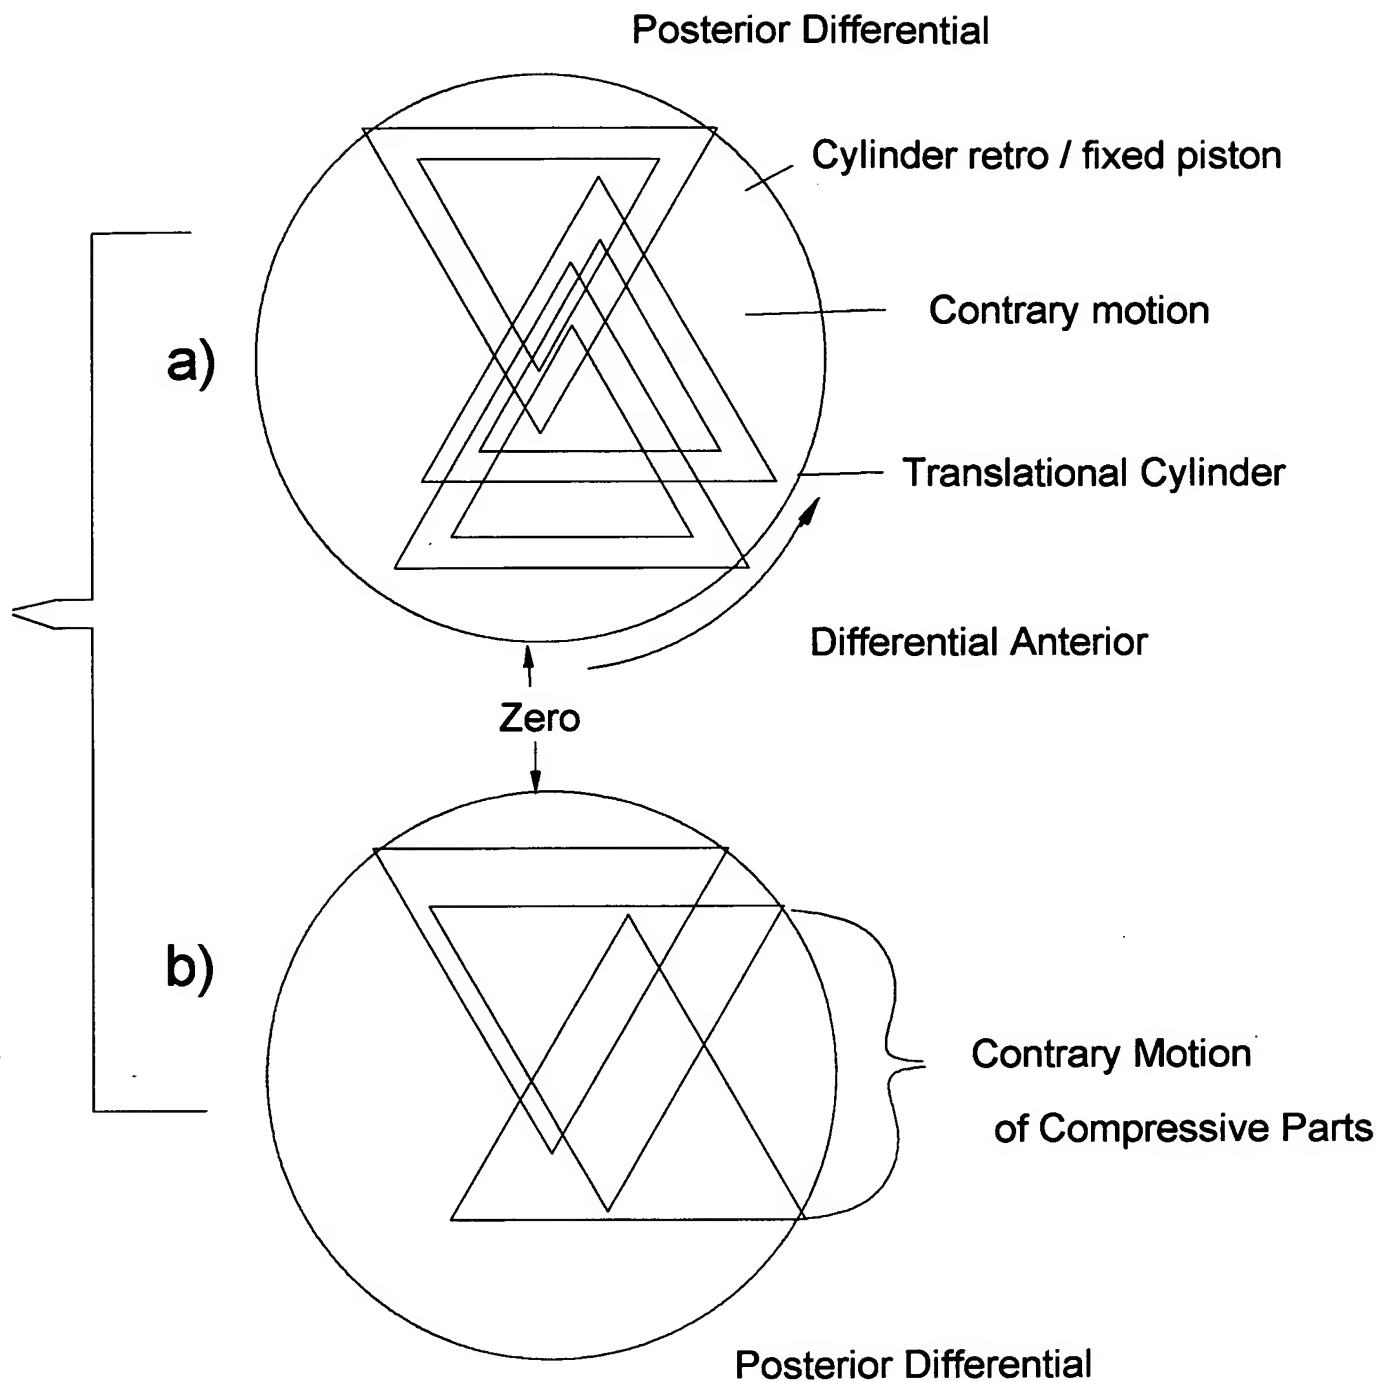 Posterior Differential
Cylinder retro / fixed piston
Contrary motion
a)
Translational Cylinder
Differential Anterior
Zero
b)
Contrary Motion
of Compressive Parts
Posterior Differential